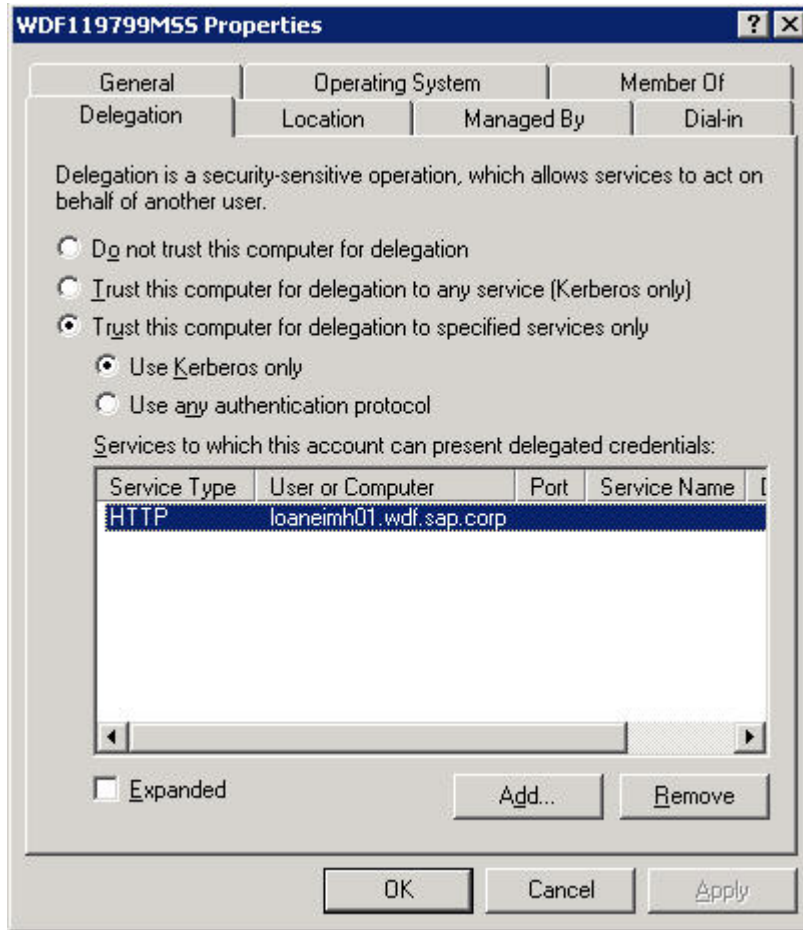 WDF119799MSS Properties
General
Operating System
Member Of
Delegation
Location
Managed By
Dial-in
Delegation is a security-sensitive operation, which allows services to act on
behalf of another user.
Do not trust this computer for delegation
Trust this computer for delegation to any service (Kerberos only)
Trust this computer for delegation to specified services only
Use Kerberos only
Use any authentication protocol
Services to which this account can present delegated credentials:
Service Type User or Computer Port Service Name
HTTP loaneimh01.wdf.sap.corp
Expanded
Add...
Remove
OK
Cancel
Apply